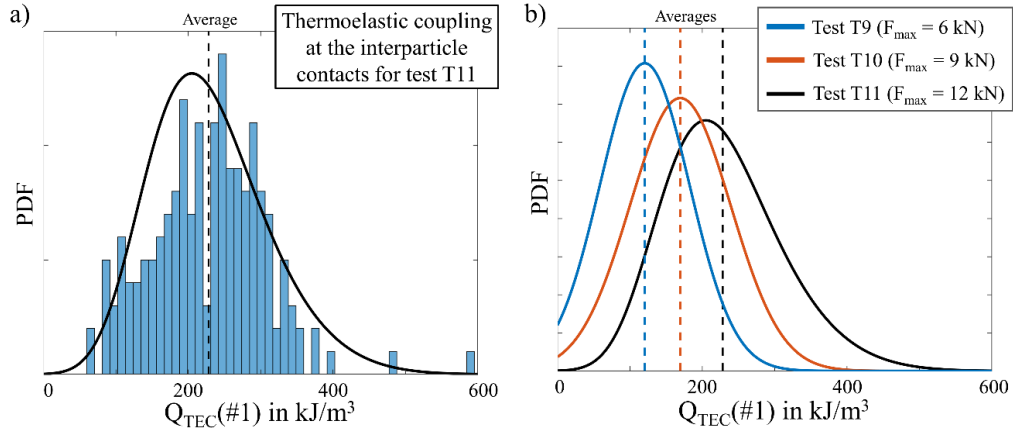 a)
Average
Thermoelastic coupling
at the interparticle
contacts for test T11
PDF
0
200
400
600
Q_TEC(#1) in kJ/m³
b)
Averages
Test T9 (F_max = 6 kN)
Test T10 (F_max = 9 kN)
Test T11 (F_max = 12 kN)
PDF
0
200
400
600
Q_TEC(#1) in kJ/m³